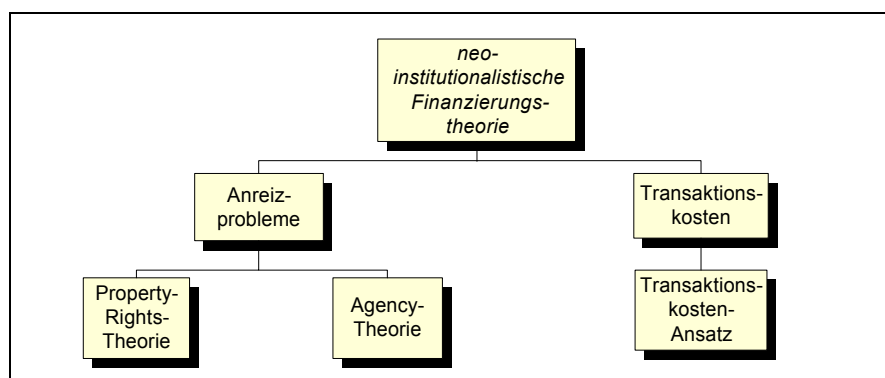 neo-
institutionalistische
Finanzierungs-
theorie
Anreiz-
probleme
Transaktions-
kosten
Property-
Rights-
Theorie
Agency-
Theorie
Transaktions-
kosten-
Ansatz